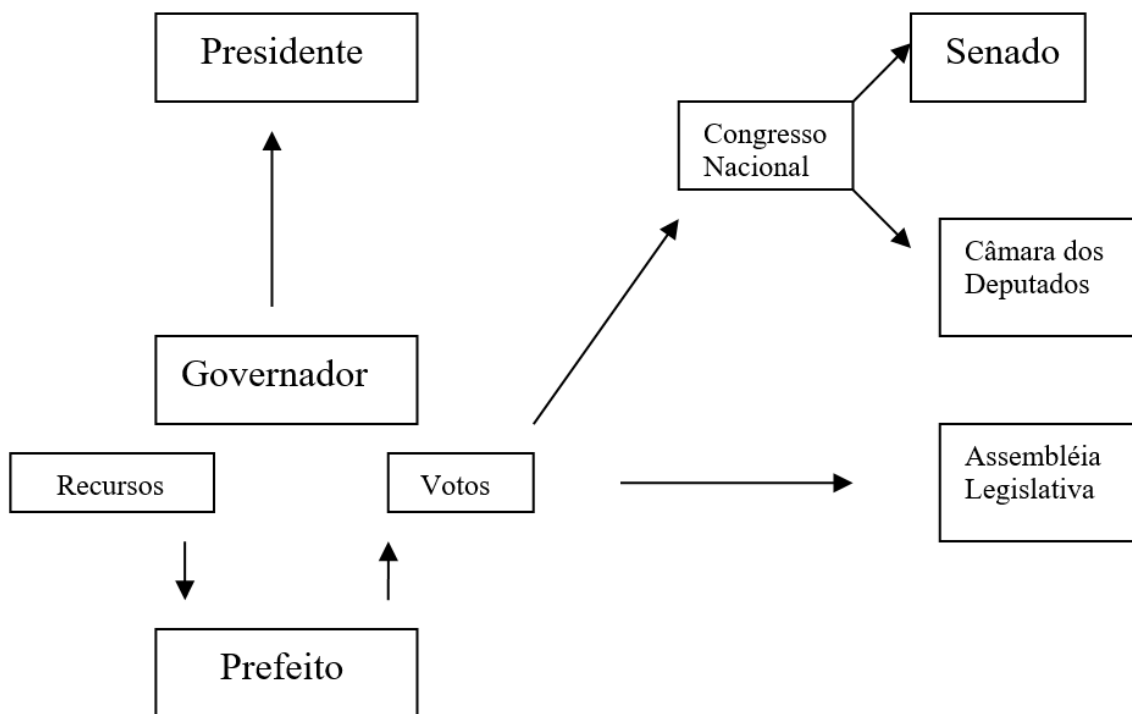 Presidente
Senado
Congresso
Nacional
Câmara dos
Deputados
Governador
Recursos
Votos
Assembléia
Legislativa
Prefeito